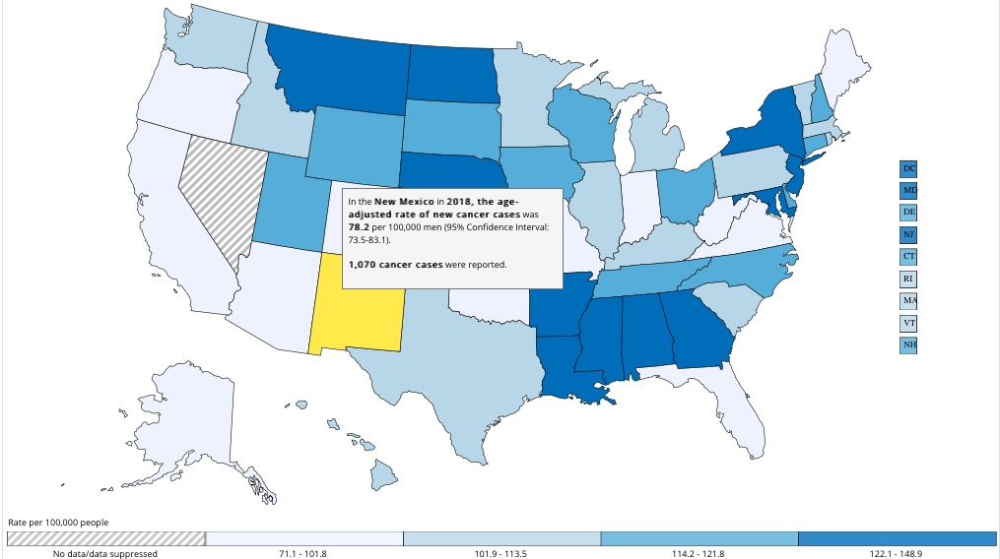 In the New Mexico in 2018, the age-
adjusted rate of new cancer cases was
78.2 per 100,000 men (95% Confidence Interval:
73.5-83.1).
1,070 cancer cases were reported.
DC
MD
DE
NJ
CT
RI
MA
VT
NH
Rate per 100,000 people
No data/data suppressed
71.1 - 101.8
101.9 - 113.5
114.2 - 121.8
122.1 - 148.9